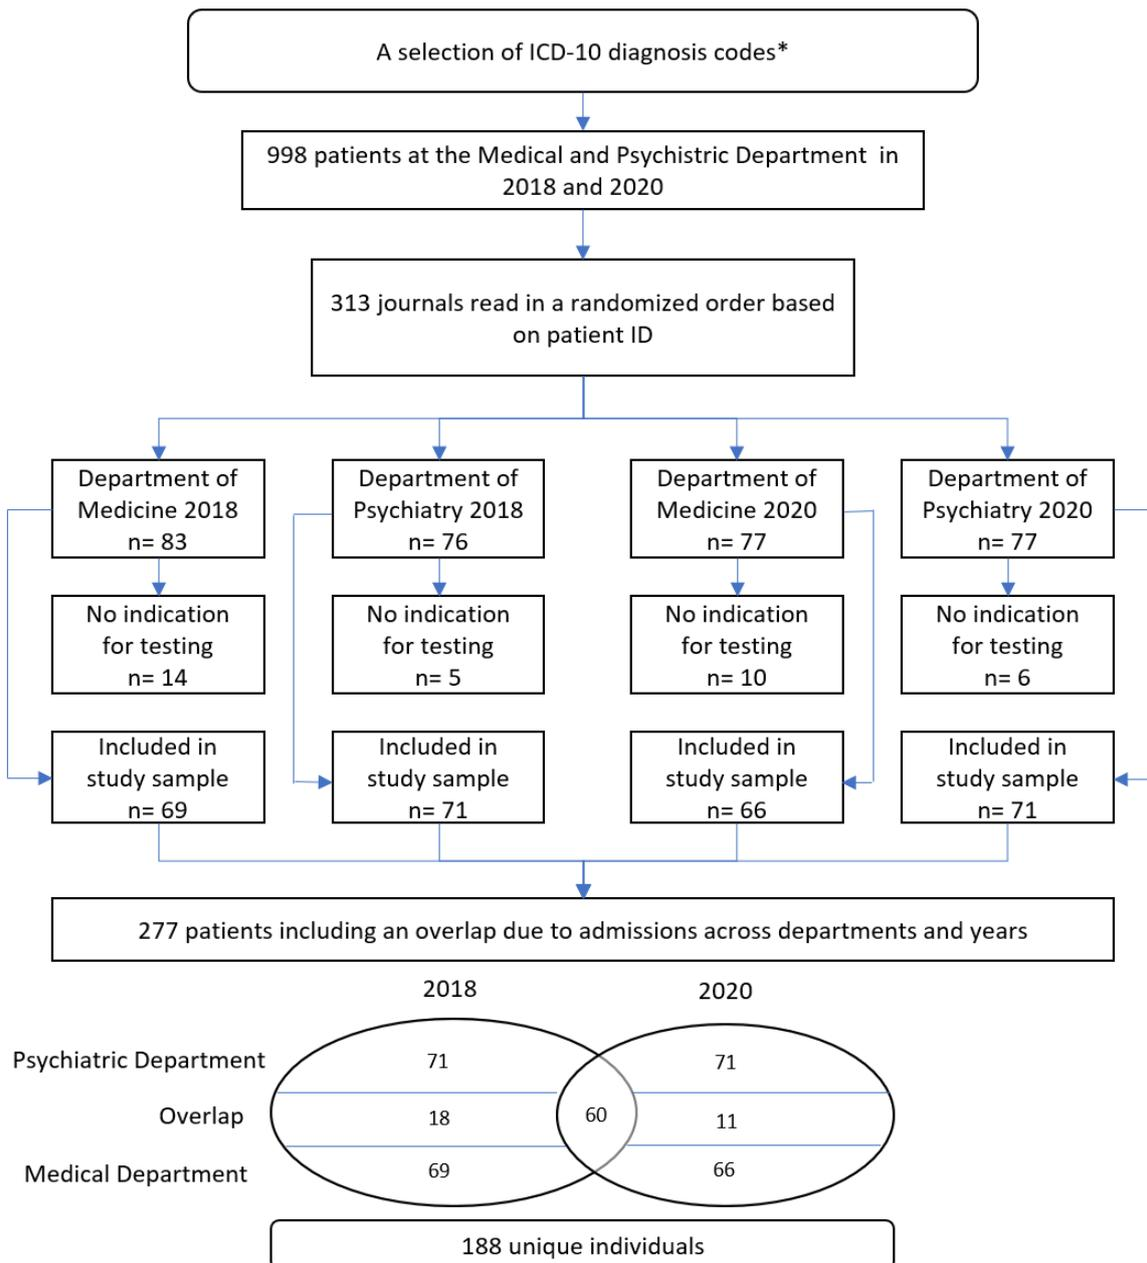 A selection of ICD-10 diagnosis codes*
998 patients at the Medical and Psychistric Department in
2018 and 2020
313 journals read in a randomized order based
on patient ID
Department of
Medicine 2018
n= 83
Department of
Psychiatry 2018
n= 76
Department of
Medicine 2020
n= 77
Department of
Psychiatry 2020
n= 77
No indication
for testing
n= 14
No indication
for testing
n= 5
No indication
for testing
n= 10
No indication
for testing
n= 6
Included in
study sample
n= 69
Included in
study sample
n= 71
Included in
study sample
n= 66
Included in
study sample
n= 71
277 patients including an overlap due to admissions across departments and years
2018
2020
Psychiatric Department
71
71
Overlap
18
60
11
Medical Department
69
66
188 unique individuals